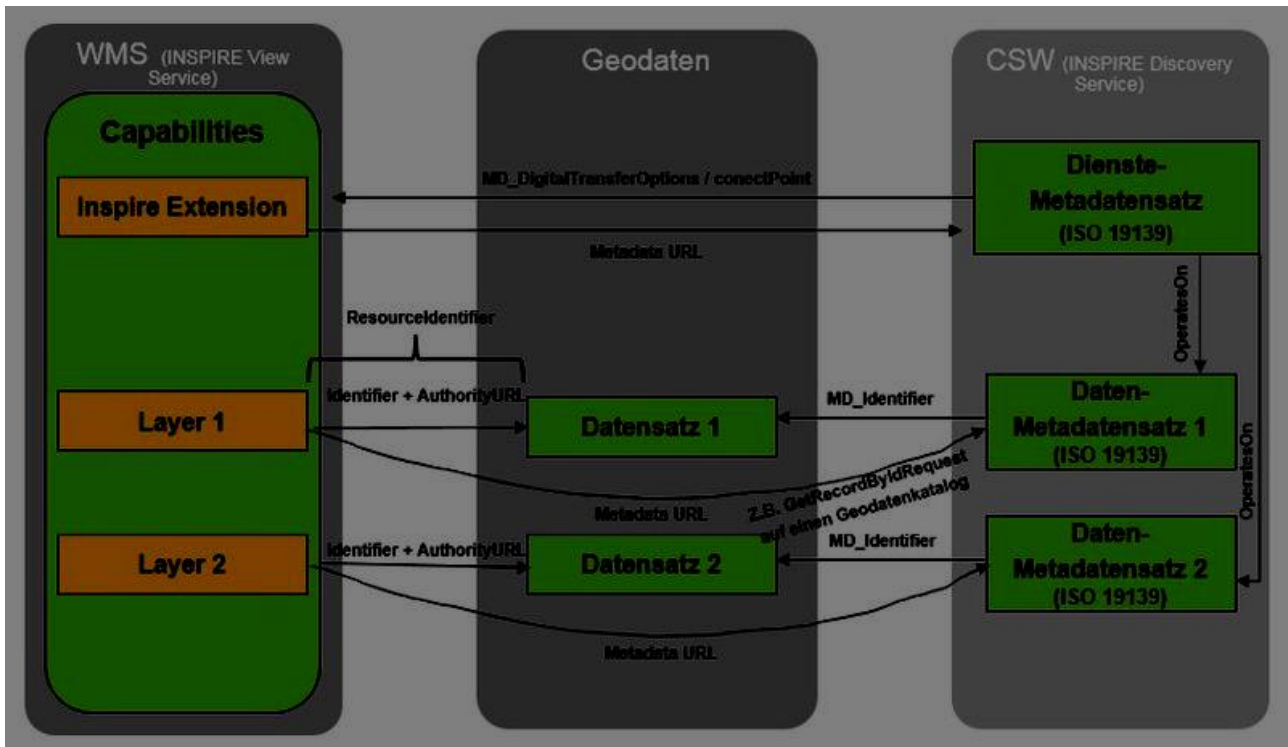 WMS (INSPIRE View
Service)
Geodaten
CSW (INSPIRE Discovery
Service)
Capabilities
Inspire Extension
MD_DigitalTransferOptions / conectPoint
Metadata URL
Dienste-
Metadatensatz
(ISO 19139)
OperatesOn
OperatesOn
ResourceIdentifier
Identifier + AuthorityURL
Layer 1
Datensatz 1
MD_Identifier
Daten-
Metadatensatz 1
(ISO 19139)
Metadata URL
Z.B. GetRecordByIdRequest
auf einen Geodatenkatalog
Identifier + AuthorityURL
Layer 2
Datensatz 2
MD_Identifier
Daten-
Metadatensatz 2
(ISO 19139)
Metadata URL